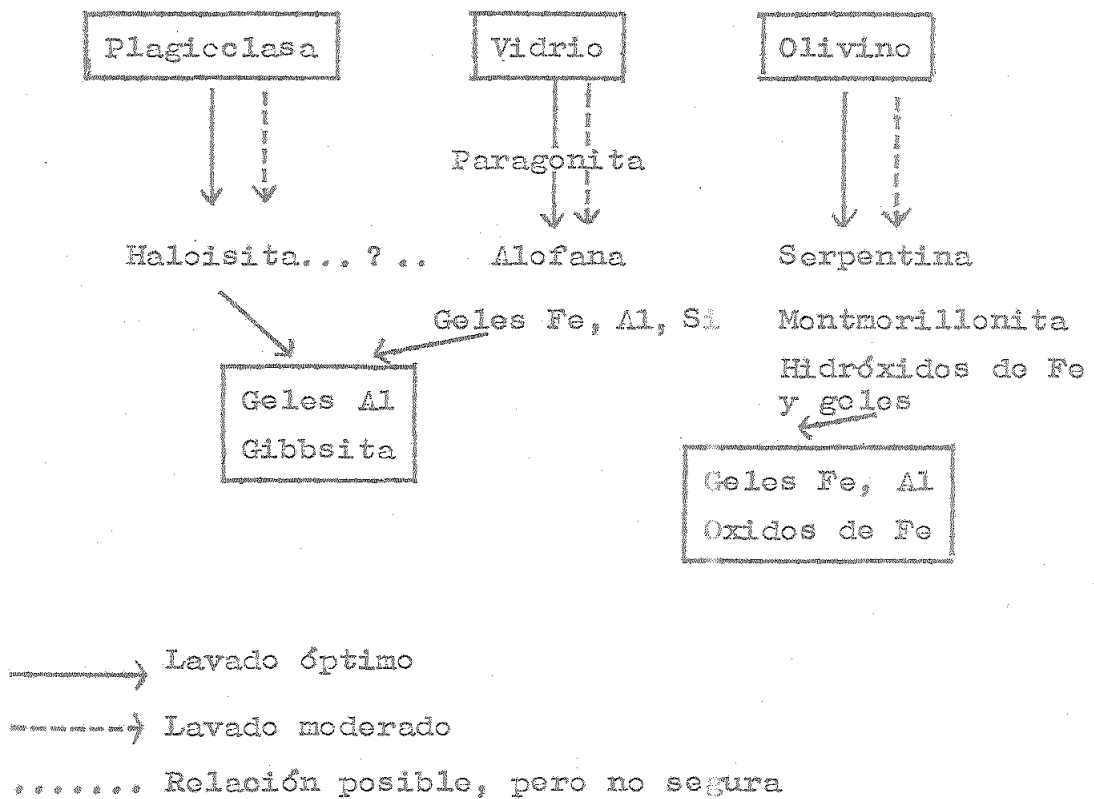 Plagicclasa Vidrio Olivino
Paragonita
Haloisita... ? .. Alofana Serpentina
Geles Fe, Al, Si Montmorillonita
Hidróxidos de Fe
y geles
Geles Al
Gibbsita
Geles Fe, Al
Oxidos de Fe
Lavado óptimo
Lavado moderado
....... Relación posible, pero no segura